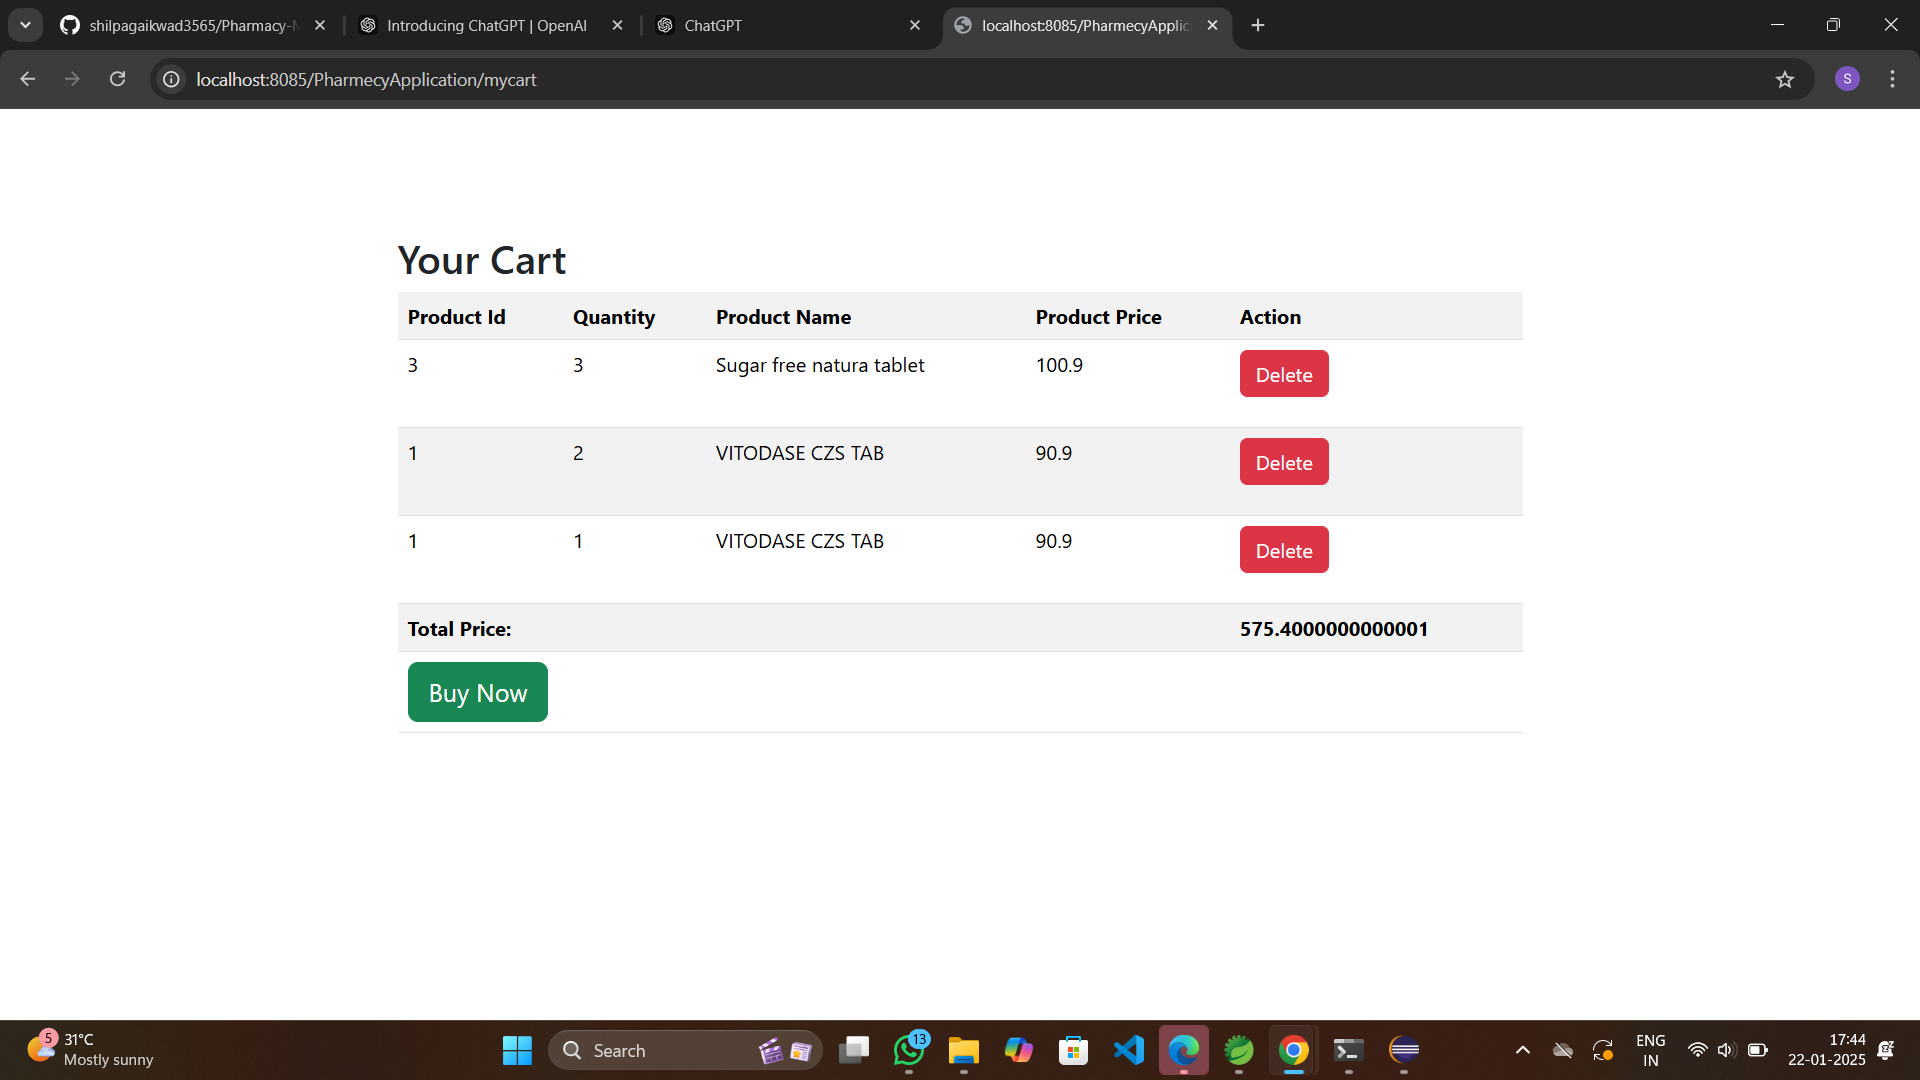 shilpagaikwad3565/Pharmacy-M
Introducing ChatGPT | OpenAI
ChatGPT
localhost:8085/PharmecyApplic
localhost:8085/PharmecyApplication/mycart
S
Your Cart
Product Id Quantity Product Name Product Price Action
3 3 Sugar free natura tablet 100.9 Delete
1 2 VITODASE CZS TAB 90.9 Delete
1 1 VITODASE CZS TAB 90.9 Delete
Total Price: 575.4000000000001
Buy Now
5
31°C
Mostly sunny
Search
13
ENG
IN
17:44
22-01-2025